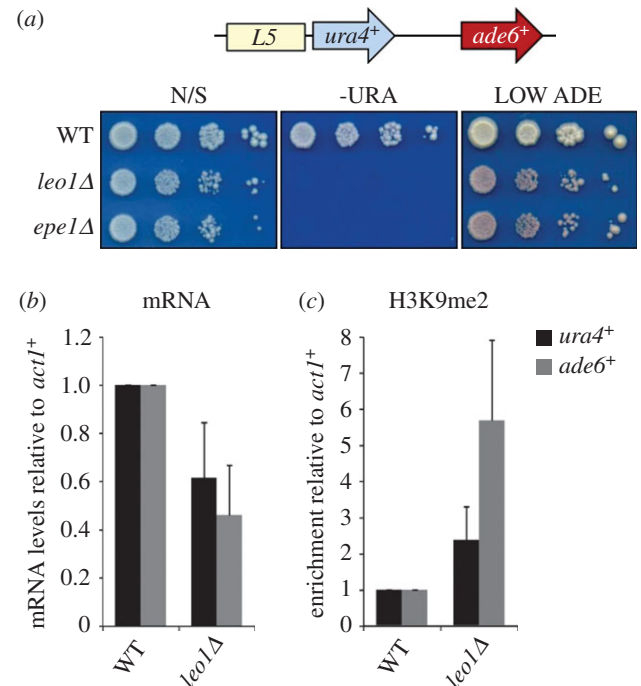 (a)
L5 ura4+ ade6+
N/S -URA LOW ADE
WT
leo1Δ
epe1Δ
(b) mRNA
mRNA levels relative to act1+
1.2
1.0
0.8
0.6
0.4
0.2
0
WT leo1Δ
(c) H3K9me2
enrichment relative to act1+
8
7
6
5
4
3
2
1
0
WT leo1Δ
ura4+
ade6+